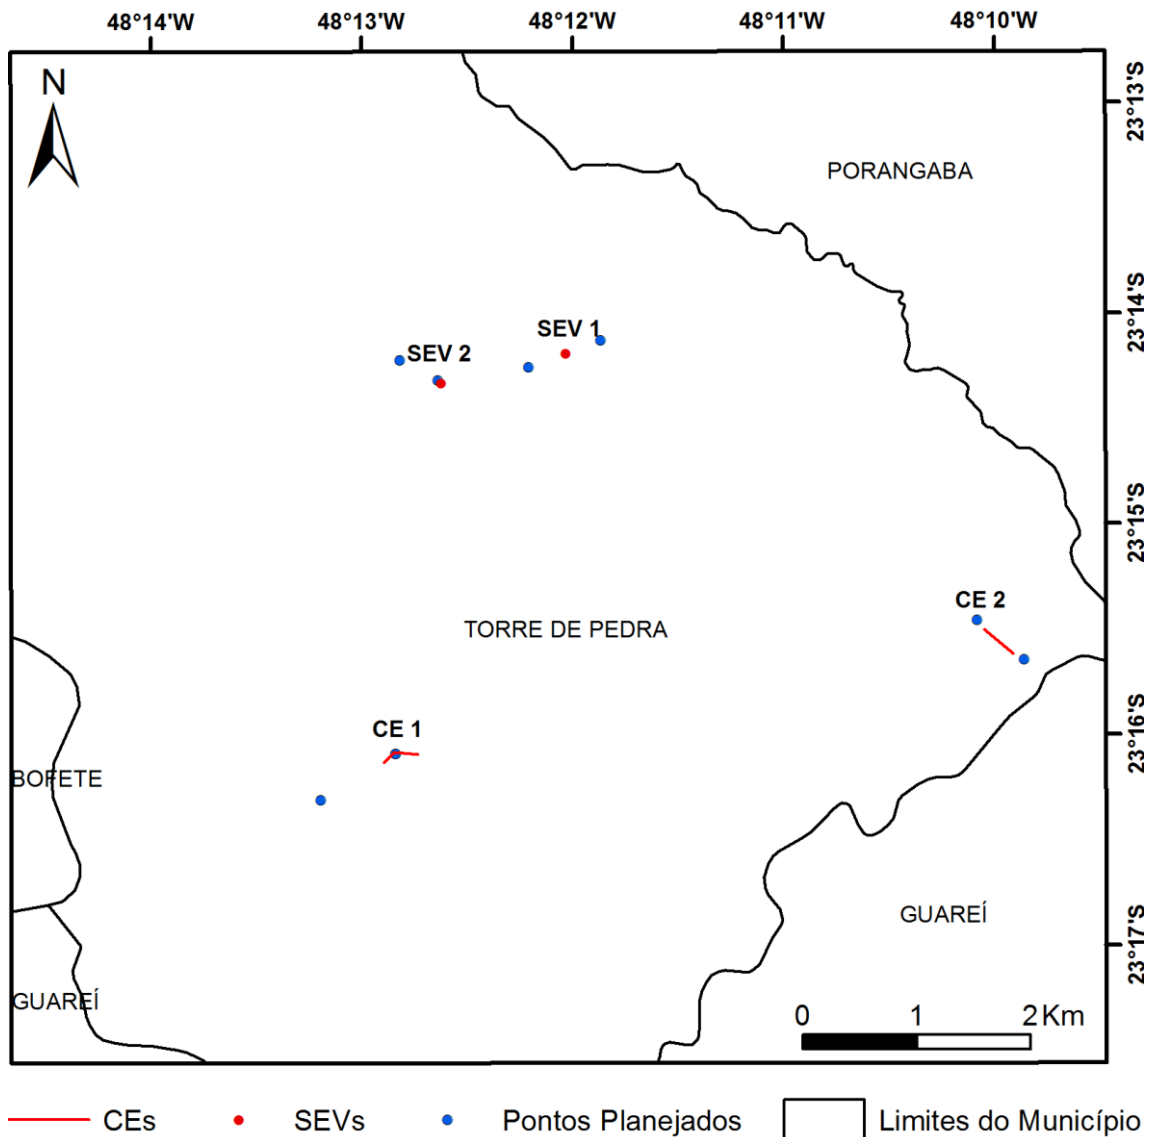 48°14'W 48°13'W 48°12'W 48°11'W 48°10'W
N
23°13'S
PORANGABA
23°14'S
SEV 1
SEV 2
23°15'S
CE 2
TORRE DE PEDRA
CE 1
23°16'S
BOFETE
GUAREÍ
23°17'S
GUAREÍ
0 1 2 Km
CEs SEVs Pontos Planejados Limites do Município